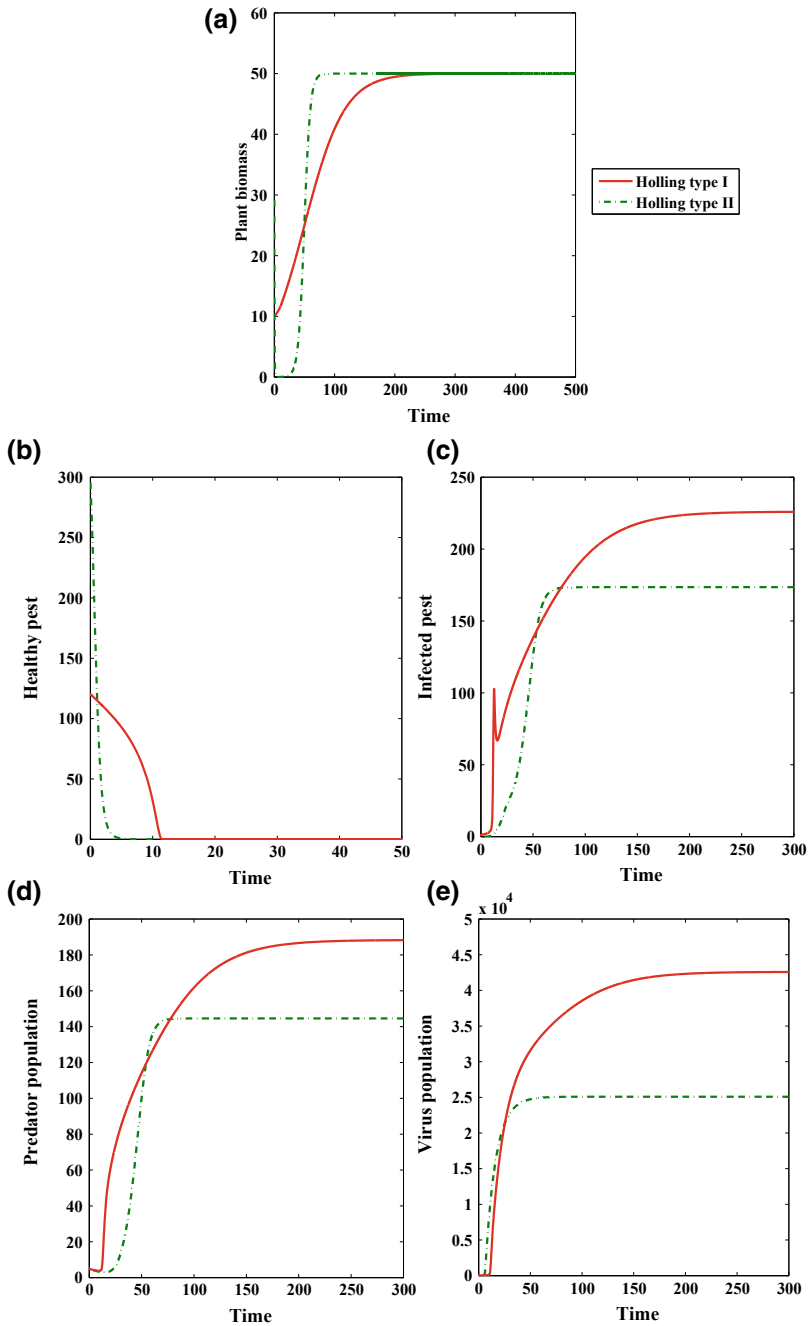 (a)
60
50
40
30
20
10
0
Plant biomass
0 100 200 300 400 500
Time
Holling type I
Holling type II
(b)
300
250
200
150
100
50
0
Healthy pest
0 10 20 30 40 50
Time
(c)
250
200
150
100
50
0
Infected pest
0 50 100 150 200 250 300
Time
(d)
200
180
160
140
120
100
80
60
40
20
0
Predator population
0 50 100 150 200 250 300
Time
(e)
x 10^4
5
4.5
4
3.5
3
2.5
2
1.5
1
0.5
0
Virus population
0 50 100 150 200 250 300
Time